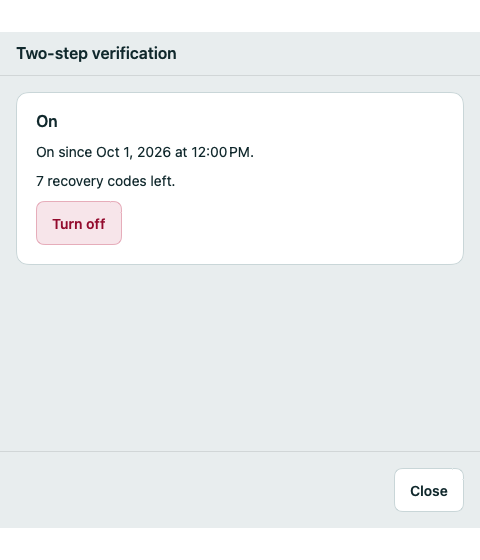 Two-step verification
On
On since Oct 1, 2026 at 12:00 PM.
7 recovery codes left.
Turn off
Close